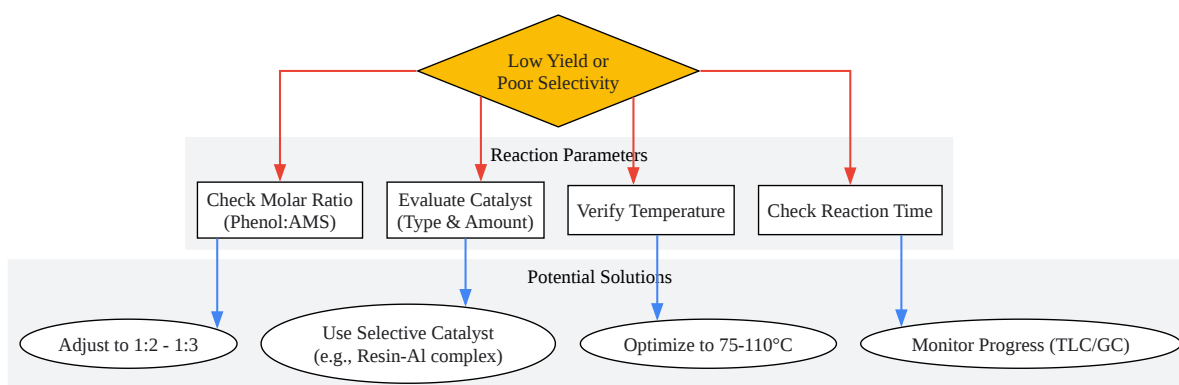 Low Yield or
Poor Selectivity
Reaction Parameters
Check Molar Ratio
(Phenol:AMS)
Evaluate Catalyst
(Type & Amount)
Verify Temperature
Check Reaction Time
Potential Solutions
Adjust to 1:2 - 1:3
Use Selective Catalyst
(e.g., Resin-Al complex)
Optimize to 75-110°C
Monitor Progress (TLC/GC)